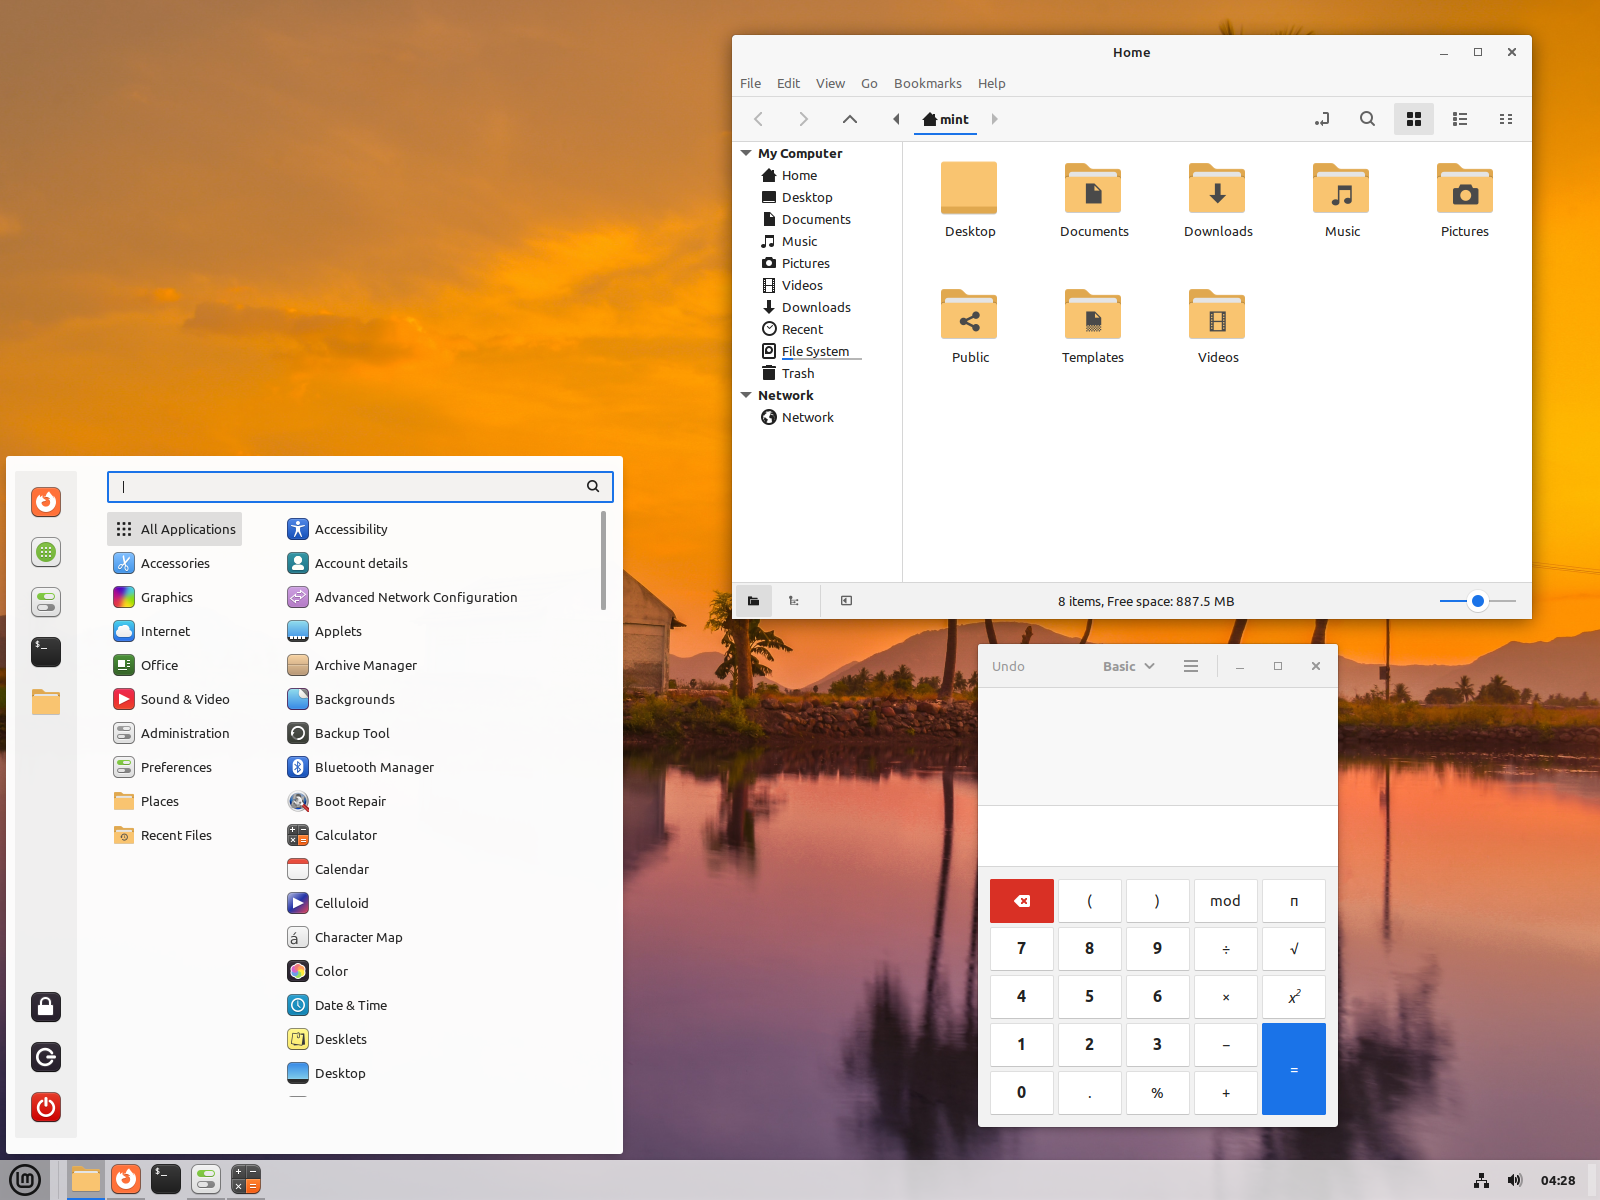 Home
File Edit View Go Bookmarks Help
mint
My Computer
Home
Desktop
Documents
Music
Pictures
Videos
Downloads
Recent
File System
Trash
Network
Network
Desktop Documents Downloads Music Pictures
Public Templates Videos
8 items, Free space: 887.5 MB
All Applications
Accessories
Graphics
Internet
Office
Sound & Video
Administration
Preferences
Places
Recent Files
Accessibility
Account details
Advanced Network Configuration
Applets
Archive Manager
Backgrounds
Backup Tool
Bluetooth Manager
Boot Repair
Calculator
Calendar
Celluloid
Character Map
Color
Date & Time
Desklets
Desktop
Undo Basic
( ) mod π
7 8 9 ÷ √
4 5 6 × x²
1 2 3 −
0 . % + =
04:28